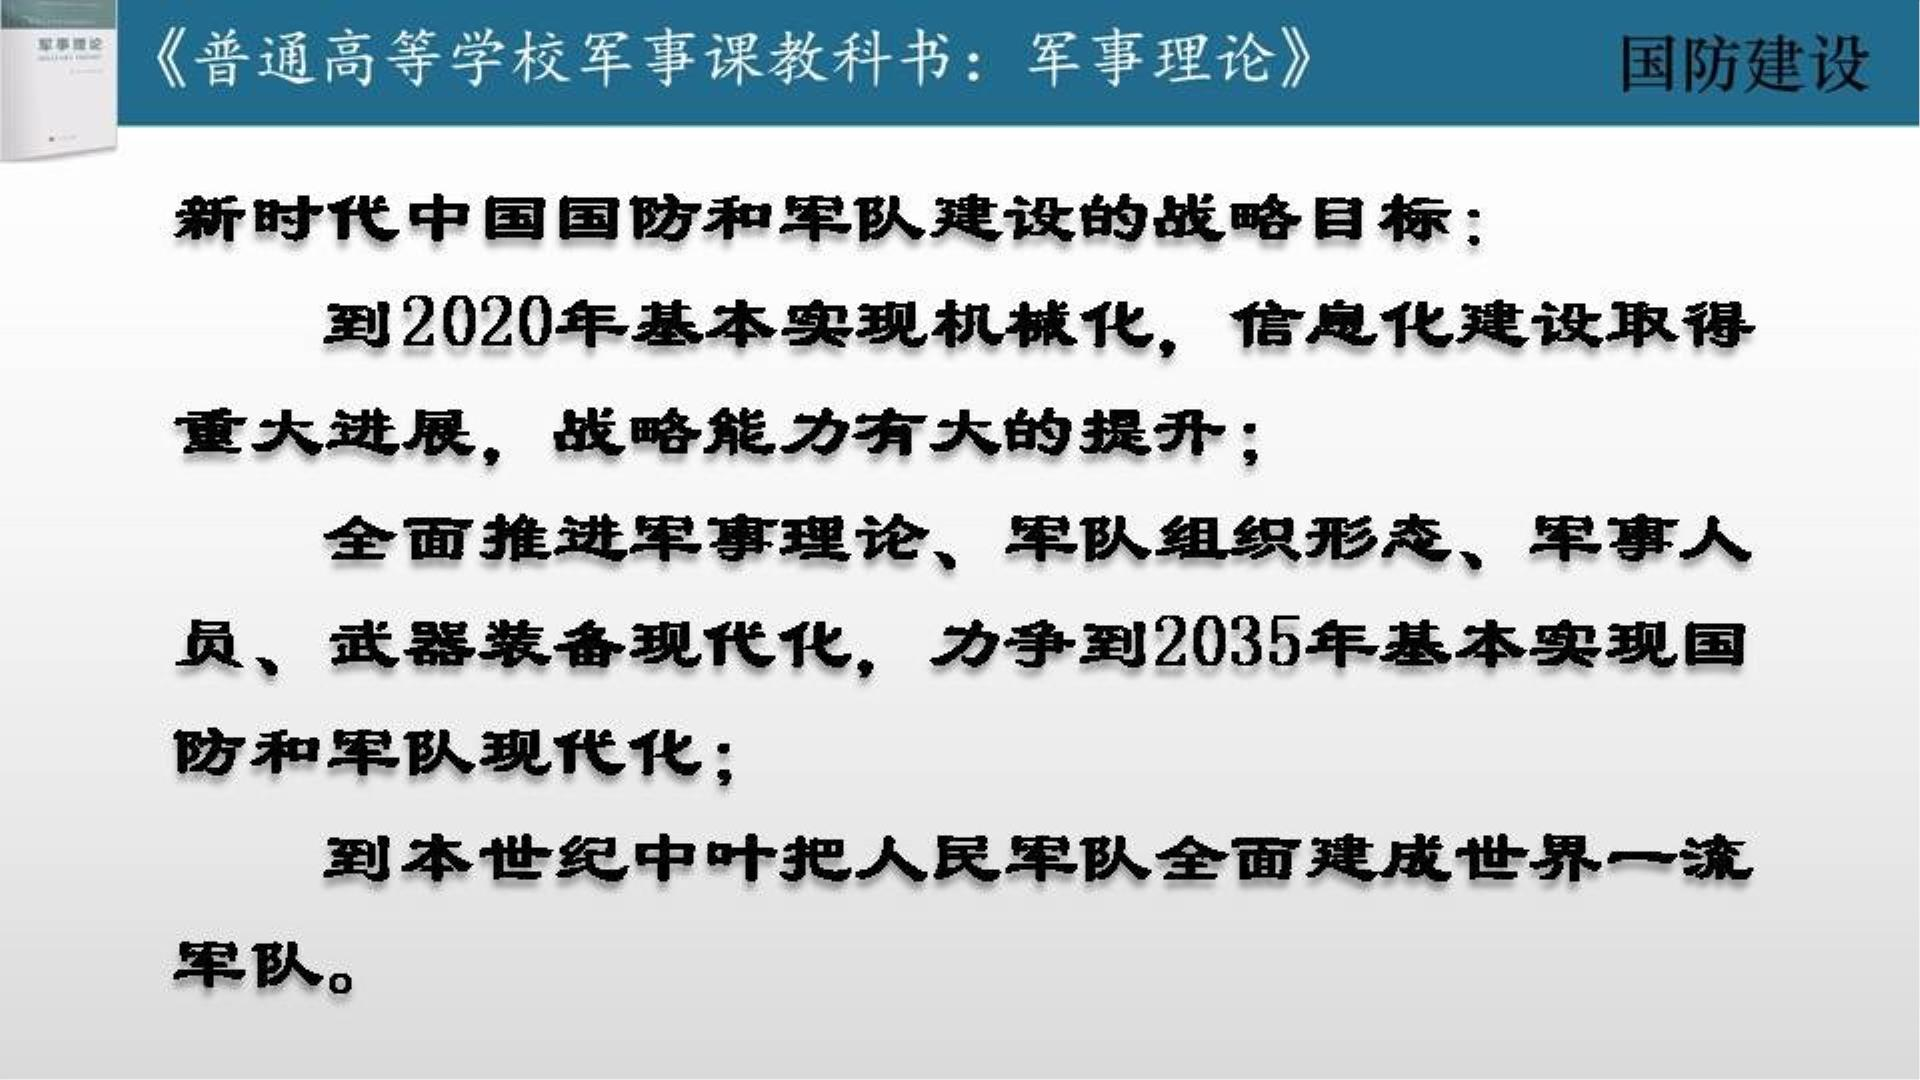 军事理论
《普通高等学校军事课教科书：军事理论》
国防建设
新时代中国国防和军队建设的战略目标：
到2020年基本实现机械化，信息化建设取得
重大进展，战略能力有大的提升；
全面推进军事理论、军队组织形态、军事人
员、武器装备现代化，力争到2035年基本实现国
防和军队现代化；
到本世纪中叶把人民军队全面建成世界一流
军队。